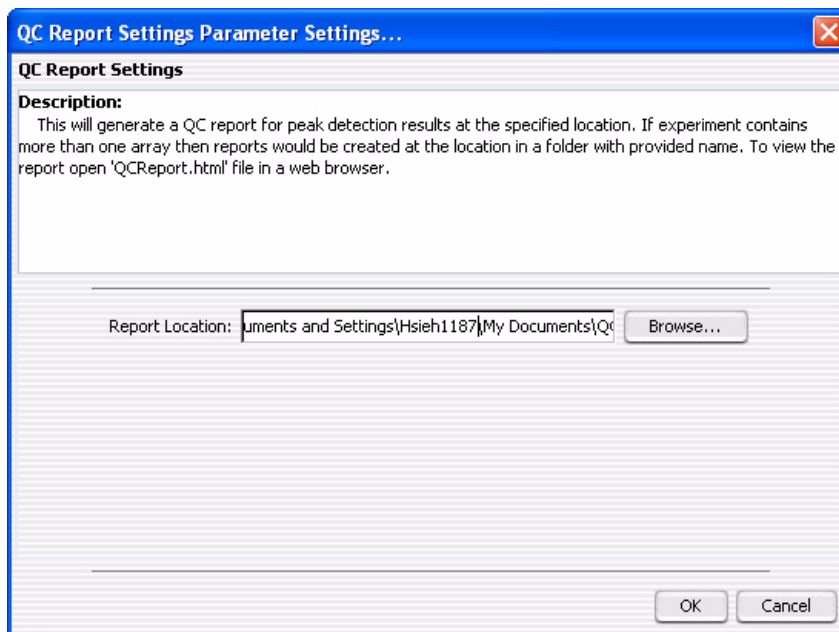 QC Report Settings Parameter Settings...
QC Report Settings
Description:
This will generate a QC report for peak detection results at the specified location. If experiment contains
more than one array then reports would be created at the location in a folder with provided name. To view the
report open 'QCReport.html' file in a web browser.
Report Location: uments and Settings\Hsieh1187\My Documents\QC Browse...
OK Cancel